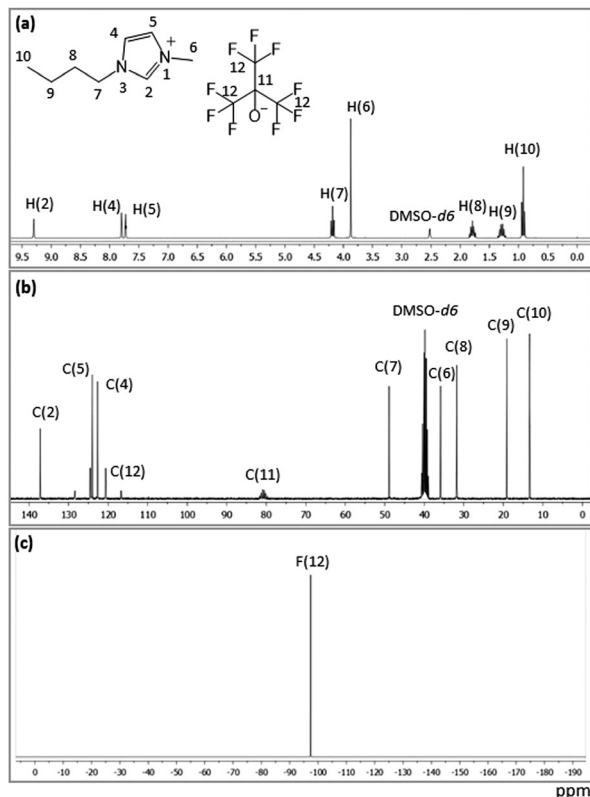 (a)
5
4
+
6
10
8
N
N
1
9
7
3
2
F
F
F
12
12
11
F
F
F
12
F
F
F
O⁻
H(6)
H(10)
H(2)
H(4)
H(5)
H(7)
DMSO-d6
H(8)
H(9)
9.5 9.0 8.5 8.0 7.5 7.0 6.5 6.0 5.5 5.0 4.5 4.0 3.5 3.0 2.5 2.0 1.5 1.0 0.5 0.0
(b)
DMSO-d6
C(10)
C(9)
C(5)
C(4)
C(7)
C(6)
C(8)
C(2)
C(12)
C(11)
140 130 120 110 100 90 80 70 60 50 40 30 20 10 0
(c)
F(12)
0 -10 -20 -30 -40 -50 -60 -70 -80 -90 -100 -110 -120 -130 -140 -150 -160 -170 -180 -190
ppm